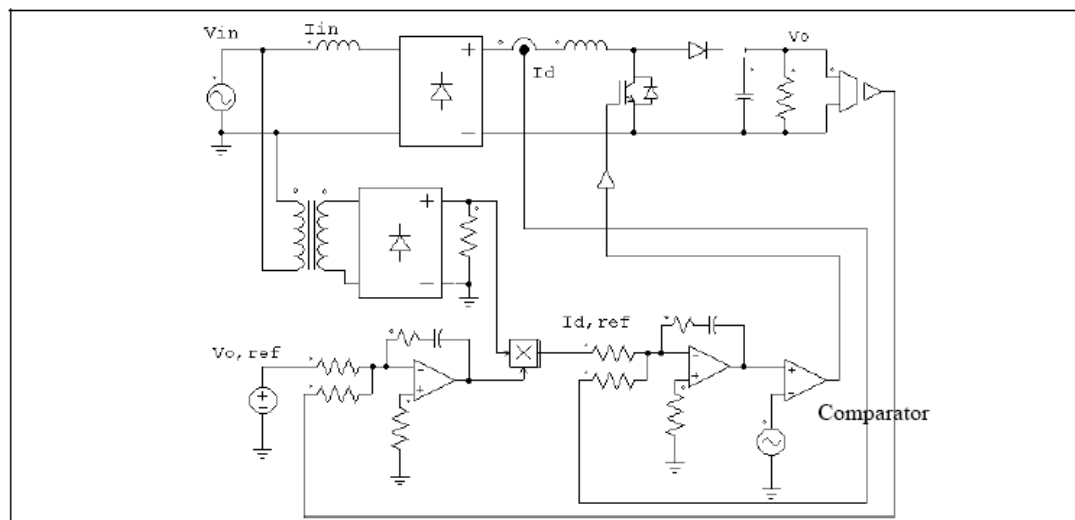 Vin
Iin
Vo
Id
Id,ref
Vo,ref
Comparator